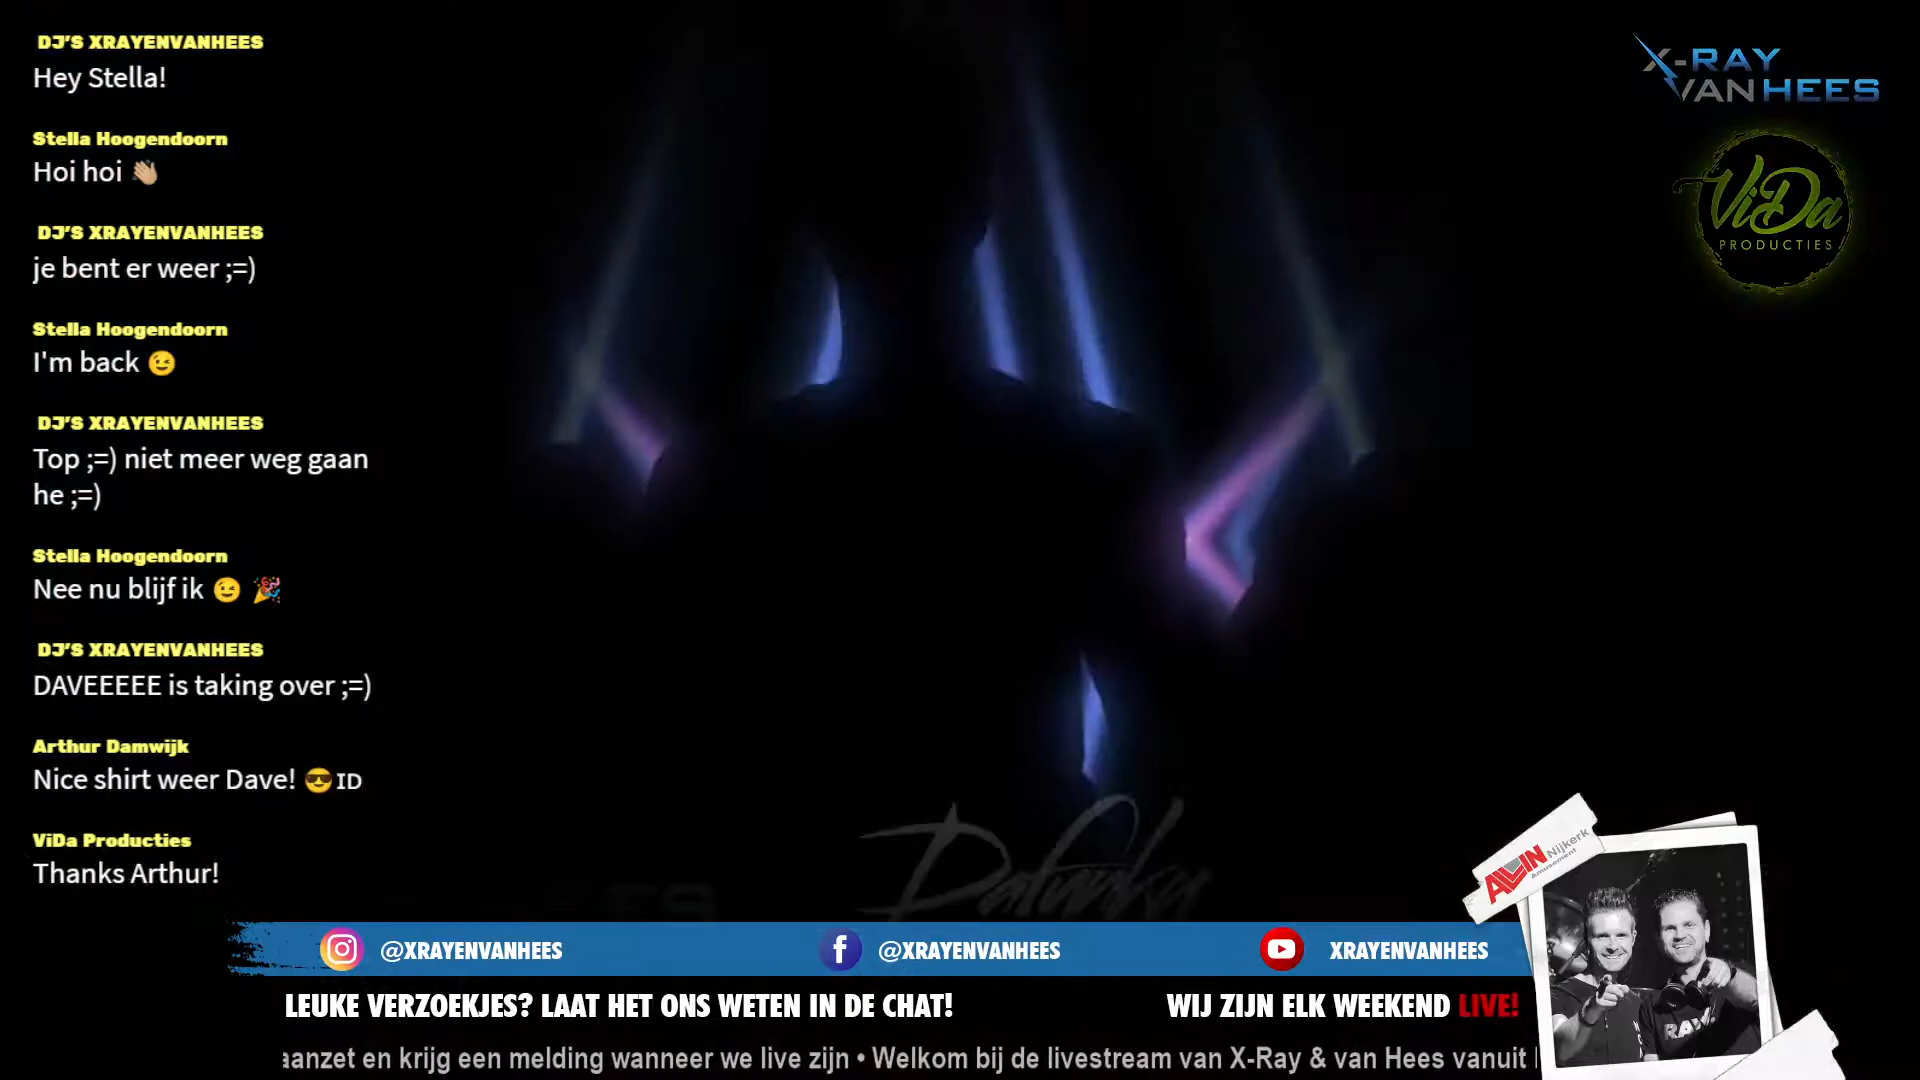 DJ'S XRAYENVANHEES
Hey Stella!
Stella Hoogendoorn
Hoi hoi 👋🏼
DJ'S XRAYENVANHEES
je bent er weer ;=)
Stella Hoogendoorn
I'm back 😉
DJ'S XRAYENVANHEES
Top ;=) niet meer weg gaan
he ;=)
Stella Hoogendoorn
Nee nu blijf ik 😉 🎉
DJ'S XRAYENVANHEES
DAVEEEEE is taking over ;=)
Arthur Damwijk
Nice shirt weer Dave! 😎 ID
ViDa Producties
Thanks Arthur!
X-RAY
VANHEES
ViDa
PRODUCTIES
ALLIN Nijkerk
Amusement
RAW.
@XRAYENVANHEES
@XRAYENVANHEES
XRAYENVANHEES
LEUKE VERZOEKJES? LAAT HET ONS WETEN IN DE CHAT!
WIJ ZIJN ELK WEEKEND LIVE!
aanzet en krijg een melding wanneer we live zijn • Welkom bij de livestream van X-Ray & van Hees vanuit